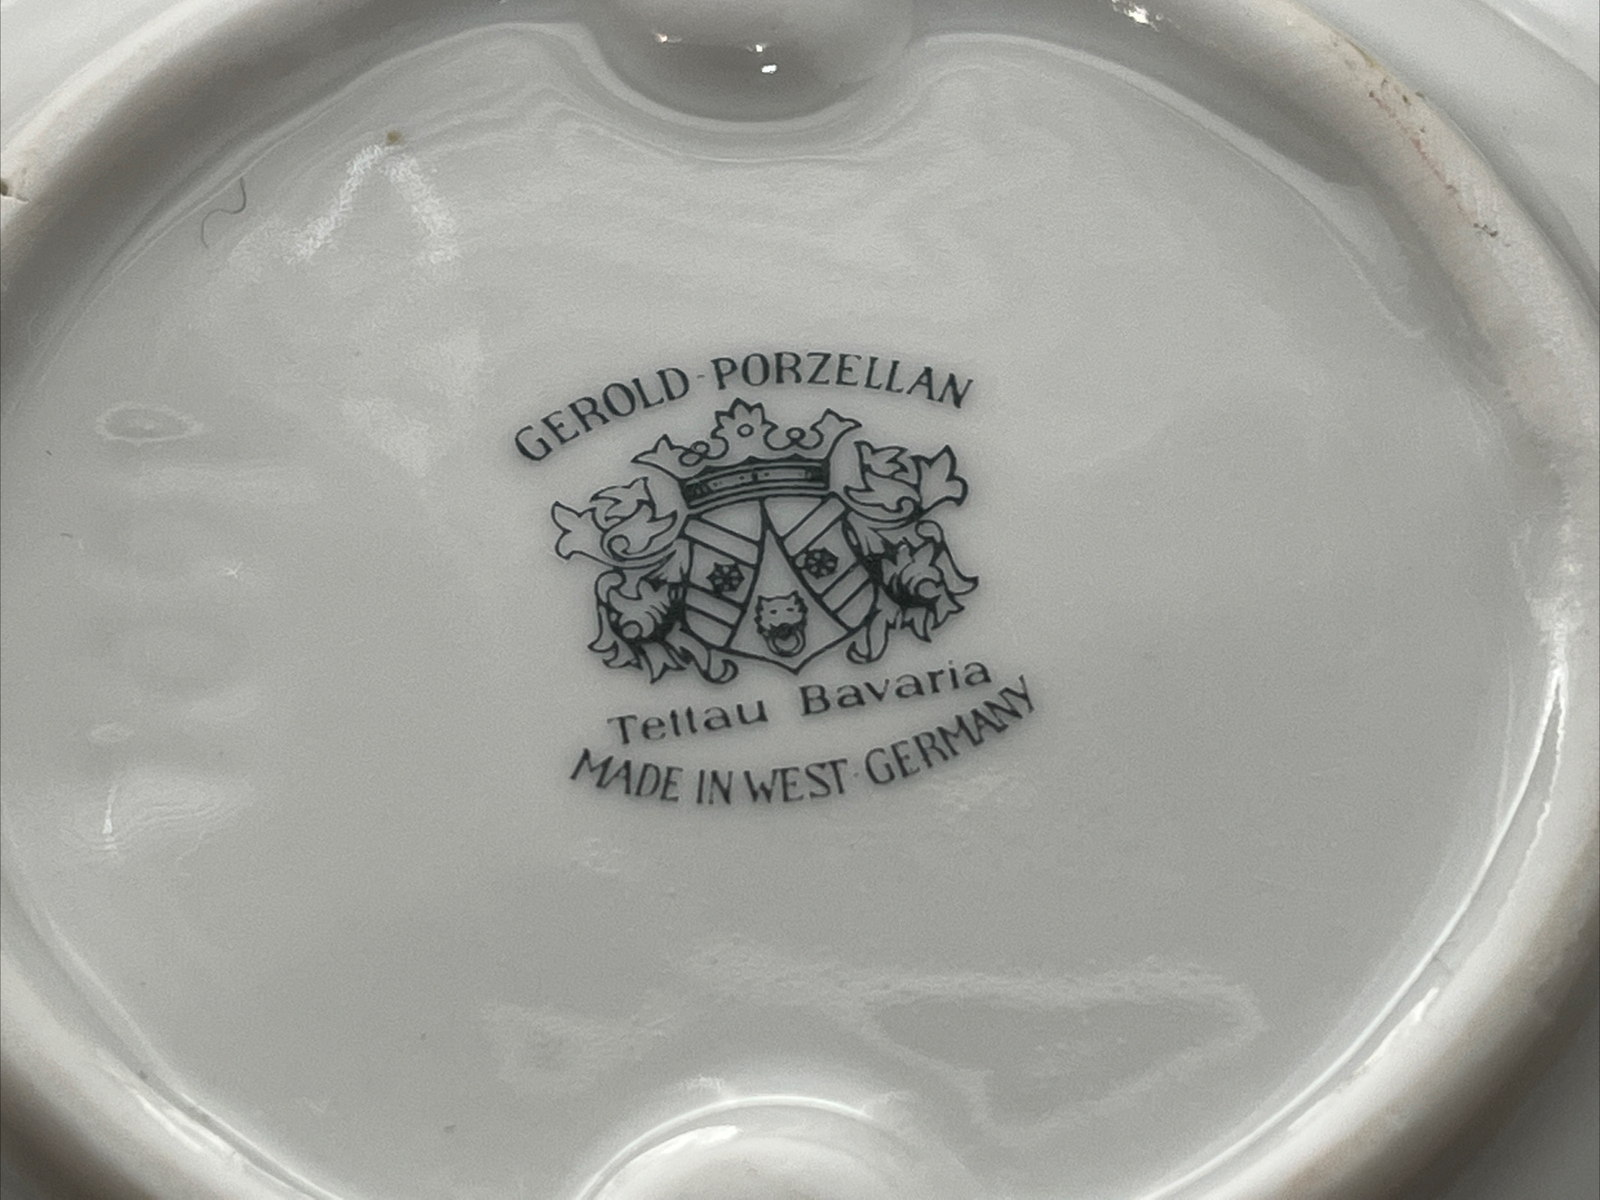 GEROLD-PORZELLAN
Tettau Bavaria
MADE IN WEST-GERMANY